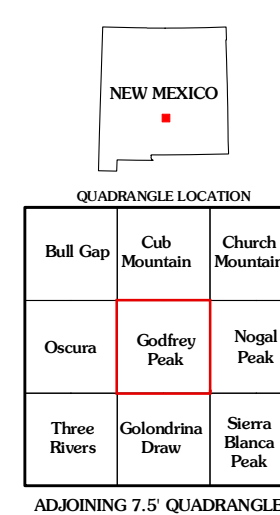 NEW MEXICO
QUADRANGLE LOCATION
Bull Gap
Cub
Mountain
Church
Mountain
Oscura
Godfrey
Peak
Nogal
Peak
Three
Rivers
Golondrina
Draw
Sierra
Blanca
Peak
ADJOINING 7.5' QUADRANGLE